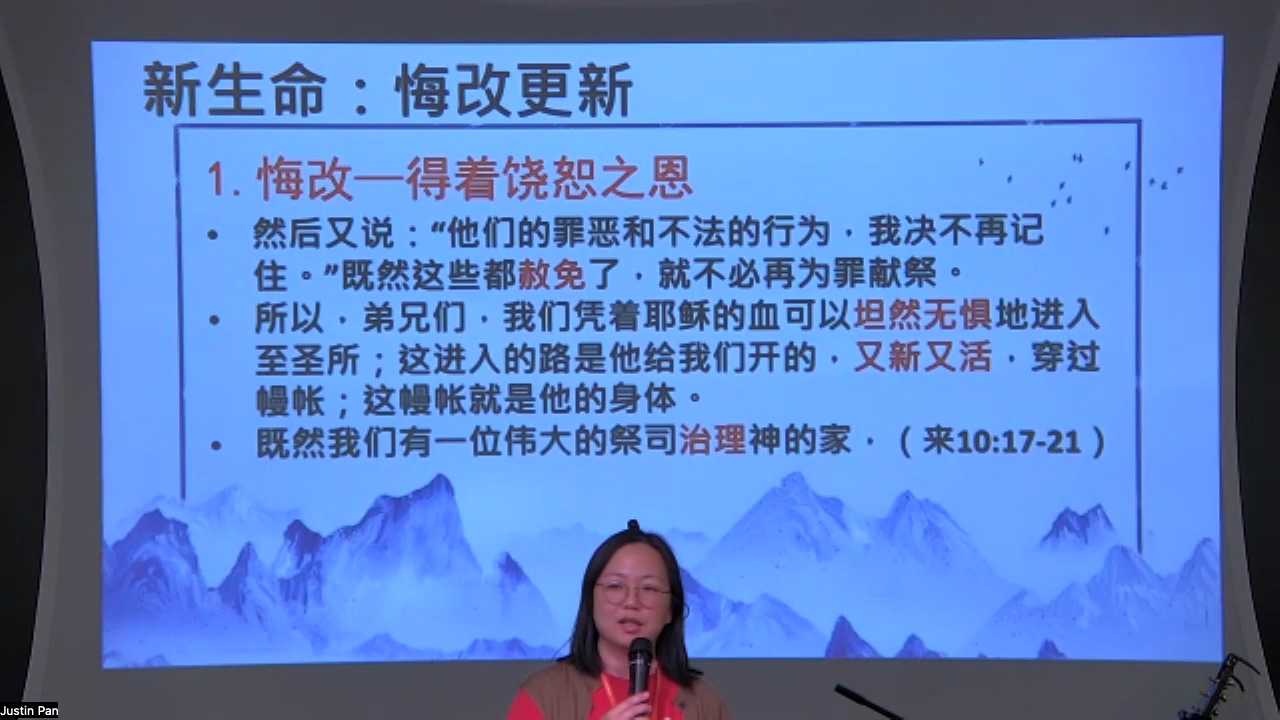 新生命：悔改更新
1. 悔改—得着饶恕之恩
• 然后又说：“他们的罪恶和不法的行为，我决不再记
住。”既然这些都赦免了，就不必再为罪献祭。
• 所以，弟兄们，我们凭着耶稣的血可以坦然无惧地进入
至圣所；这进入的路是他给我们开的，又新又活，穿过
幔帐；这幔帐就是他的身体。
• 既然我们有一位伟大的祭司治理神的家，（来10:17-21）
Justin Pan